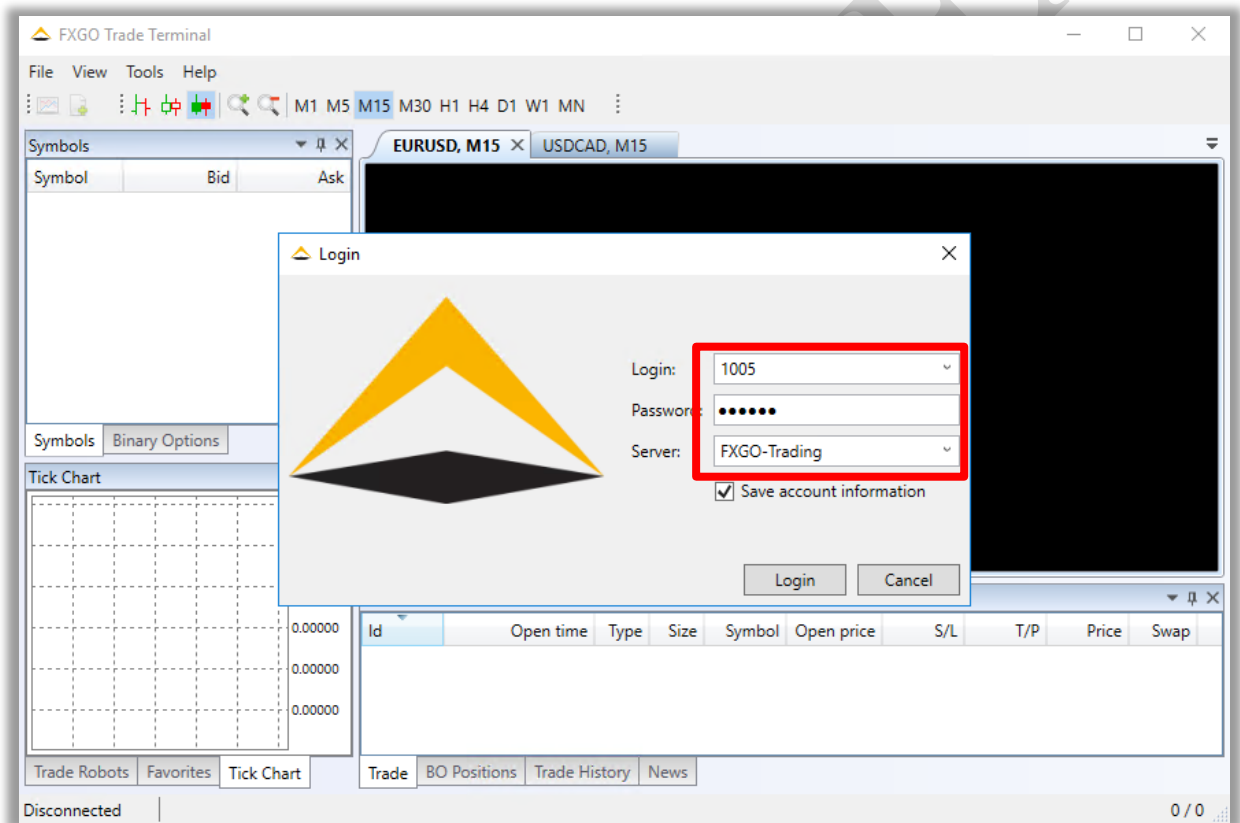 FXGO Trade Terminal
File View Tools Help
M1 M5 M15 M30 H1 H4 D1 W1 MN
Symbols
EURUSD, M15 USDCAD, M15
Symbol Bid Ask
Login
Login: 1005
Password: ●●●●●●
Server: FXGO-Trading
Save account information
Login Cancel
Symbols Binary Options
Tick Chart
0.00000
0.00000
0.00000
Id Open time Type Size Symbol Open price S/L T/P Price Swap
Trade Robots Favorites Tick Chart
Trade BO Positions Trade History News
Disconnected
0 / 0